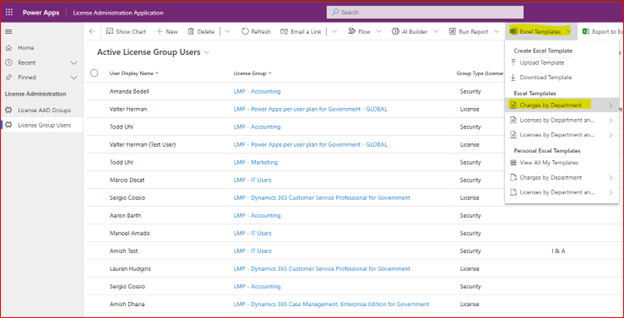 Power Apps | License Administration Application
Search
Show Chart + New Delete Refresh Email a Link Flow AI Builder Run Report Excel Templates Export to Ex
Home
Recent
Pinned
License Administration
License AAD Groups
License Group Users
Active License Group Users
User Display Name License Group Group Type (License
Amanda Bedell LMP - Accounting Security
Valter Herman LMP - Power Apps per user plan for Government - GLOBAL License
Todd Uhl LMP - Accounting Security
Valter Herman (Test User) LMP - Power Apps per user plan for Government - GLOBAL License
Todd Uhl LMP - Marketing Security
Marcio Decat LMP - IT Users Security
Sergio Cossio LMP - Dynamics 365 Customer Service Professional for Government License
Aaron Barth LMP - Accounting Security
Manoel Amado LMP - IT Users Security
Amish Test LMP - IT Users Security I & A
Lauren Hudgins LMP - Dynamics 365 Customer Service Professional for Government License
Sergio Cossio LMP - Accounting Security
Amish Dharia LMP - Dynamics 365 Case Management, Enterprise Edition for Government License
Create Excel Template
Upload Template
Download Template
Excel Templates
Charges by Department
Licenses by Department an...
Licenses by Department an...
Personal Excel Templates
View All My Templates
Charges by Department
Licenses by Department an...